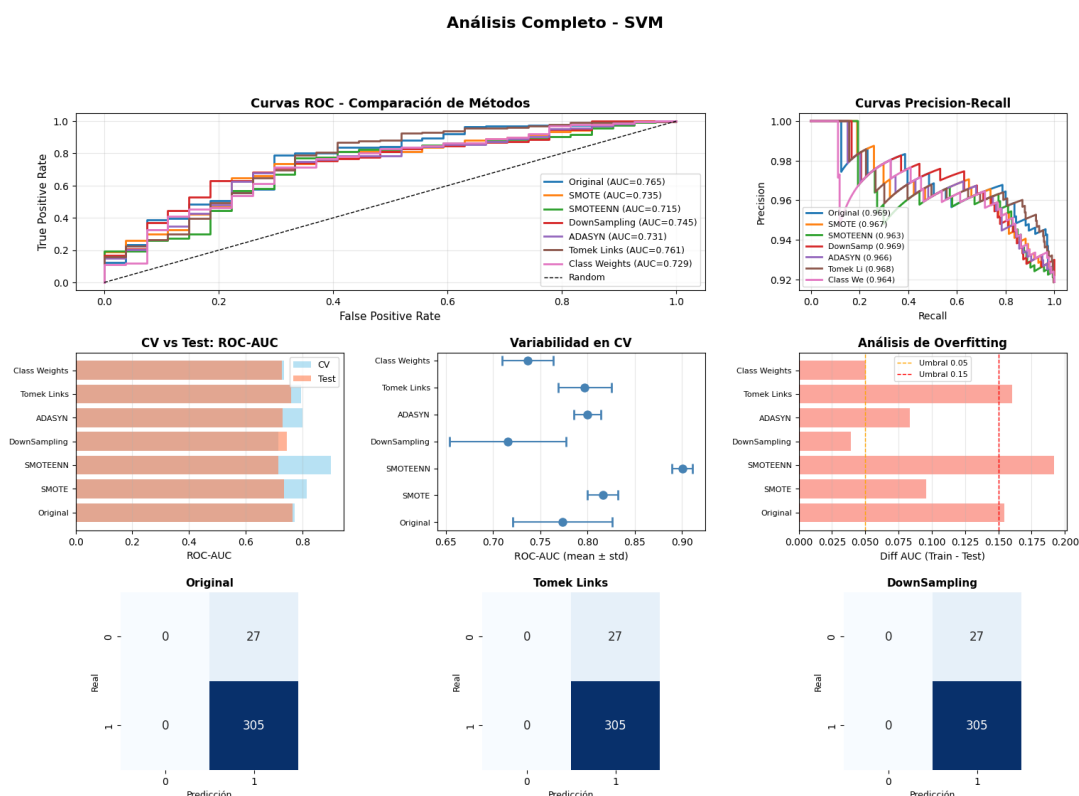 Análisis Completo - SVM
Curvas ROC - Comparación de Métodos
True Positive Rate
1.0
0.8
0.6
0.4
0.2
0.0
Original (AUC=0.765)
SMOTE (AUC=0.735)
SMOTEENN (AUC=0.715)
DownSampling (AUC=0.745)
ADASYN (AUC=0.731)
Tomek Links (AUC=0.761)
Class Weights (AUC=0.729)
Random
0.0 0.2 0.4 0.6 0.8 1.0
False Positive Rate
Curvas Precision-Recall
Precision
1.00
0.98
0.96
0.94
0.92
Original (0.969)
SMOTE (0.967)
SMOTEENN (0.963)
DownSamp (0.969)
ADASYN (0.966)
Tomek Li (0.968)
Class We (0.964)
0.0 0.2 0.4 0.6 0.8 1.0
Recall
CV vs Test: ROC-AUC
CV
Test
Class Weights
Tomek Links
ADASYN
DownSampling
SMOTEENN
SMOTE
Original
0.0 0.2 0.4 0.6 0.8
ROC-AUC
Variabilidad en CV
Class Weights
Tomek Links
ADASYN
DownSampling
SMOTEENN
SMOTE
Original
0.65 0.70 0.75 0.80 0.85 0.90
ROC-AUC (mean ± std)
Análisis de Overfitting
Umbral 0.05
Umbral 0.15
Class Weights
Tomek Links
ADASYN
DownSampling
SMOTEENN
SMOTE
Original
0.000 0.025 0.050 0.075 0.100 0.125 0.150 0.175 0.200
Diff AUC (Train - Test)
Original
Real
0
1
0 27
0 305
0 1
Predicción
Tomek Links
Real
0
1
0 27
0 305
0 1
Predicción
DownSampling
Real
0
1
0 27
0 305
0 1
Predicción